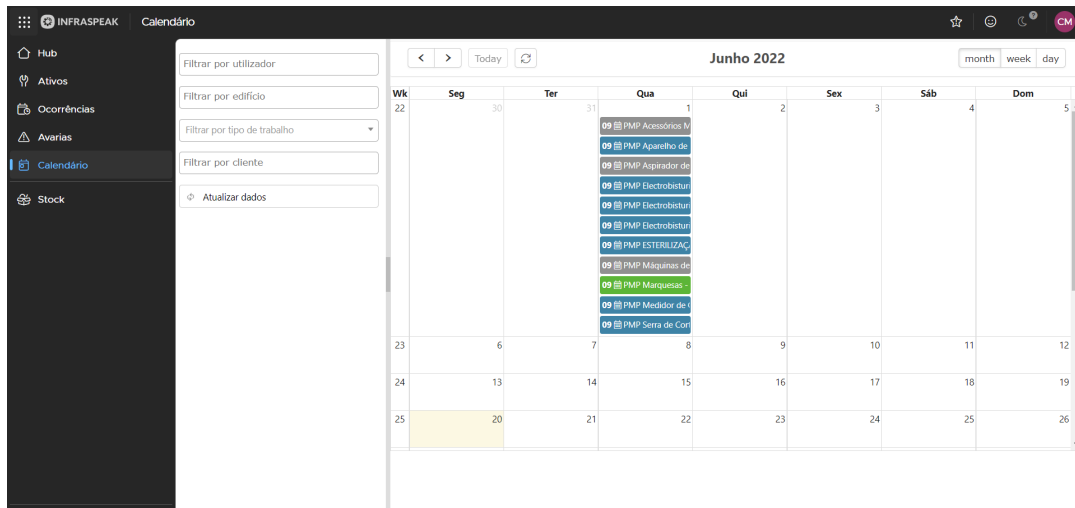 INFRASPEAK Calendário
? CM
Hub
Ativos
Ocorrências
Avarias
Calendário
Stock
Filtrar por utilizador
Filtrar por edifício
Filtrar por tipo de trabalho
Filtrar por cliente
Atualizar dados
Today Junho 2022 month week day
Wk Seg Ter Qua Qui Sex Sáb Dom
22 30 31 1 2 3 4 5
09 PMP Acessórios M
09 PMP Aparelho de
09 PMP Aspirador de
09 PMP Electrobisturi
09 PMP Electrobisturi
09 PMP Electrobisturi
09 PMP ESTERILIZAÇ
09 PMP Máquinas de
09 PMP Marquesas -
09 PMP Medidor de
09 PMP Serra de Cort
23 6 7 8 9 10 11 12
24 13 14 15 16 17 18 19
25 20 21 22 23 24 25 26